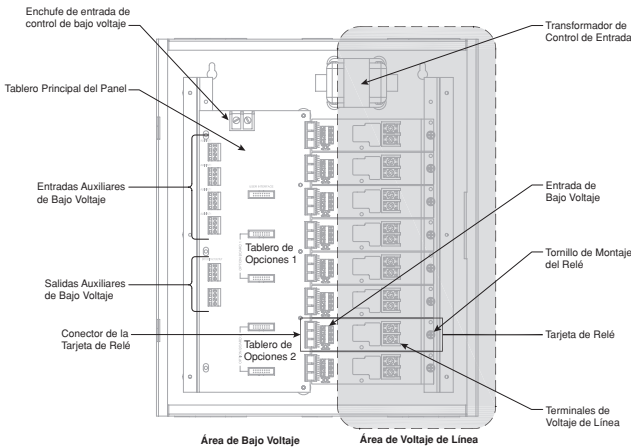 Enchufe de entrada de
control de bajo voltaje
Tablero Principal del Panel
Entradas Auxiliares
de Bajo Voltaje
Salidas Auxiliares
de Bajo Voltaje
Conector de la
Tarjeta de Relé
Tablero de
Opciones 1
Tablero de
Opciones 2
Transformador de
Control de Entrada
Entrada de
Bajo Voltaje
Tornillo de Montaje
del Relé
Tarjeta de Relé
Terminales de
Voltaje de Línea
Área de Bajo Voltaje
Área de Voltaje de Línea